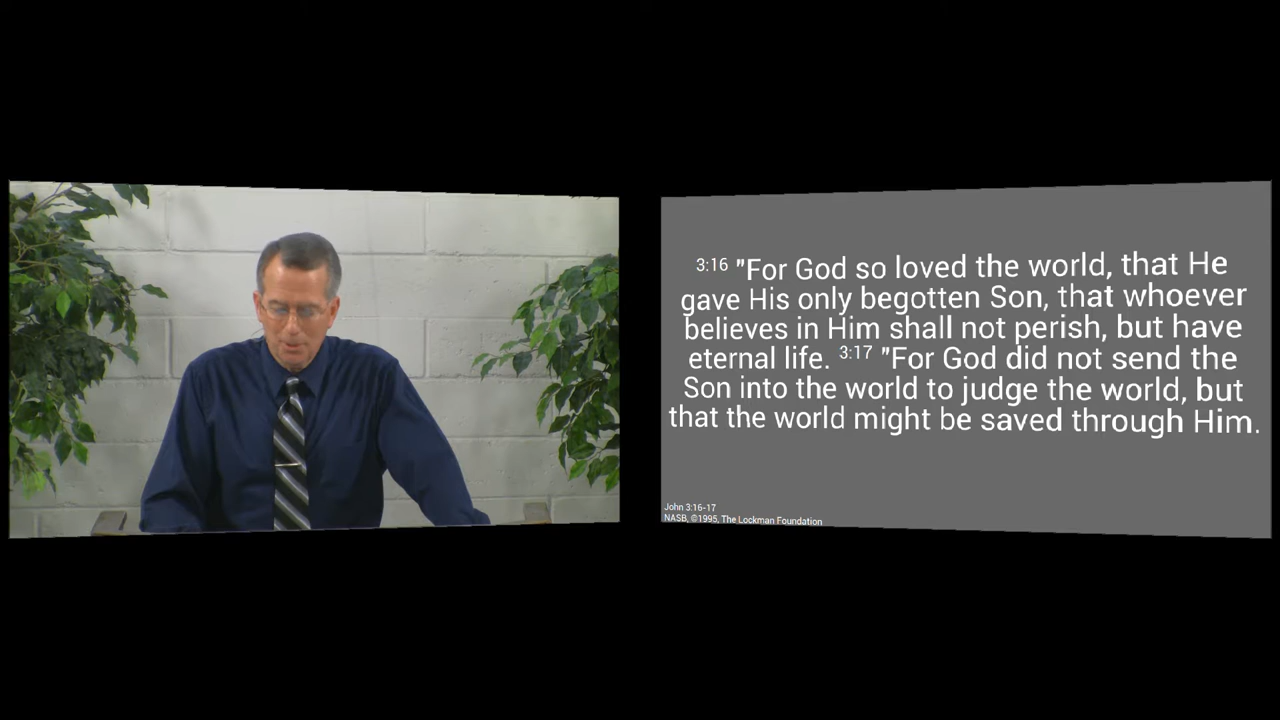 3:16 "For God so loved the world, that He
gave His only begotten Son, that whoever
believes in Him shall not perish, but have
eternal life. 3:17 "For God did not send the
Son into the world to judge the world, but
that the world might be saved through Him.
John 3:16-17
NASB, ©1995, The Lockman Foundation